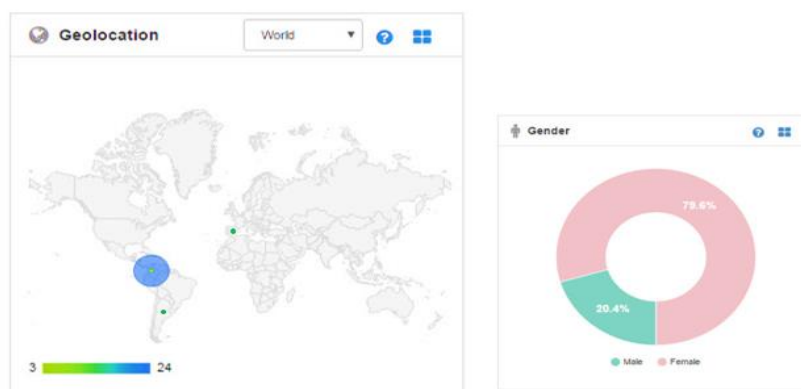 Geolocation
World
3
24
Gender
79.6%
20.4%
Male
Female